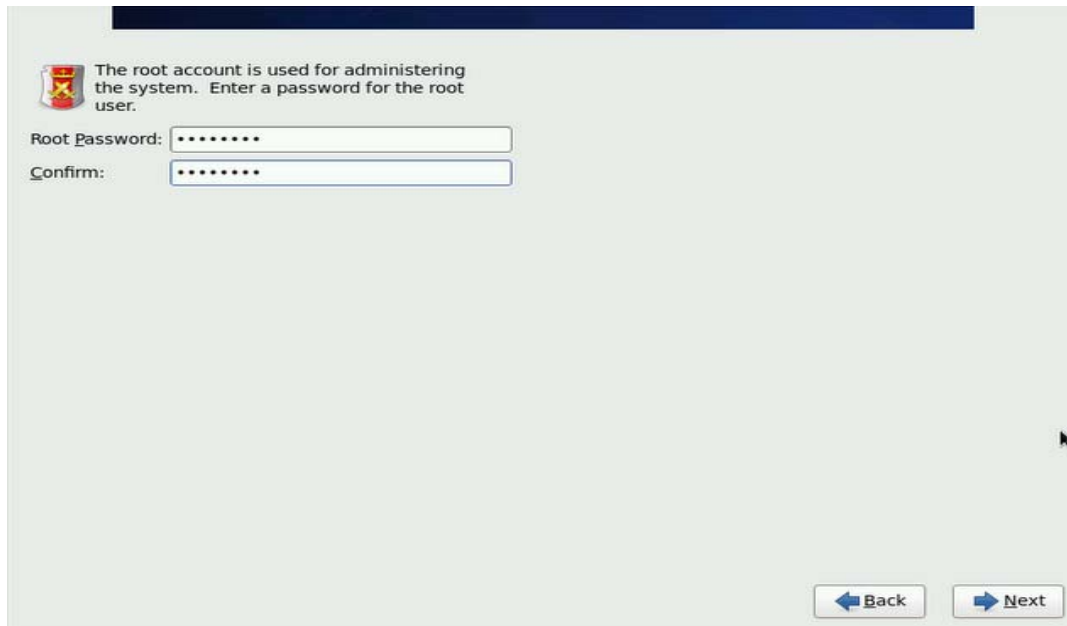 The root account is used for administering
the system.  Enter a password for the root
user.
Root Password: ••••••••
Confirm: ••••••••
Back Next